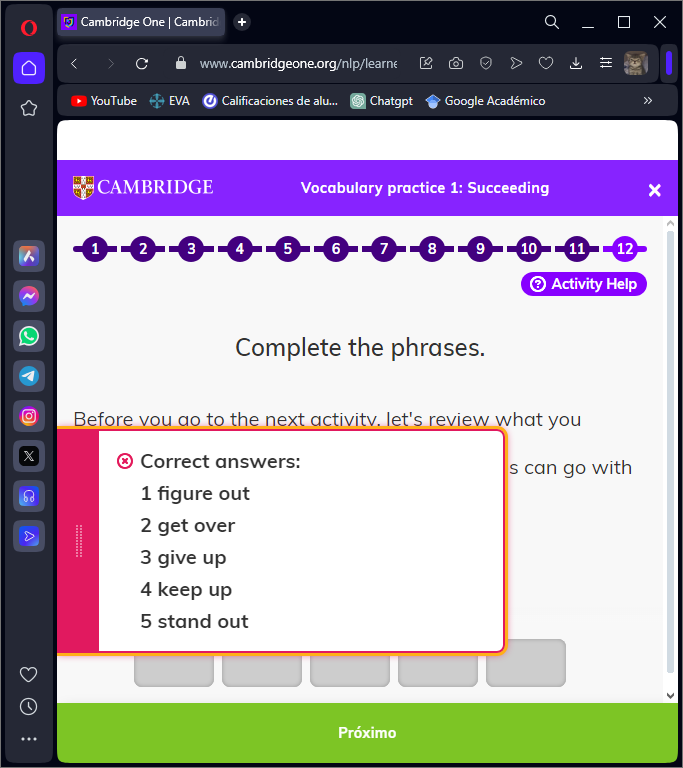 Cambridge One | Cambrid
www.cambridgeone.org/nlp/learne
YouTube
EVA
Calificaciones de alu...
Chatgpt
Google Académico
»
CAMBRIDGE
Vocabulary practice 1: Succeeding
1 2 3 4 5 6 7 8 9 10 11 12
Activity Help
Complete the phrases.
Before you go to the next activity, let's review what you
s can go with
Correct answers:
1 figure out
2 get over
3 give up
4 keep up
5 stand out
Próximo